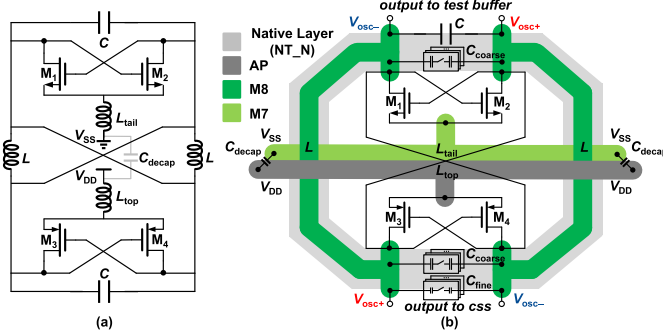 output to test buffer
(a)
C
Native Layer
(NT_N)
AP
M8
M7
Vosc–
Vosc+
C
Ccoarse
M1
M2
M1
M2
Ltail
VSS
Cdecap
VDD
Ltop
L
L
VSS
Cdecap
VDD
L
Ltail
Ltop
L
VSS
Cdecap
VDD
M3
M4
M3
M4
C
Ccoarse
Cfine
Vosc+
Vosc–
output to css
(a)
(b)